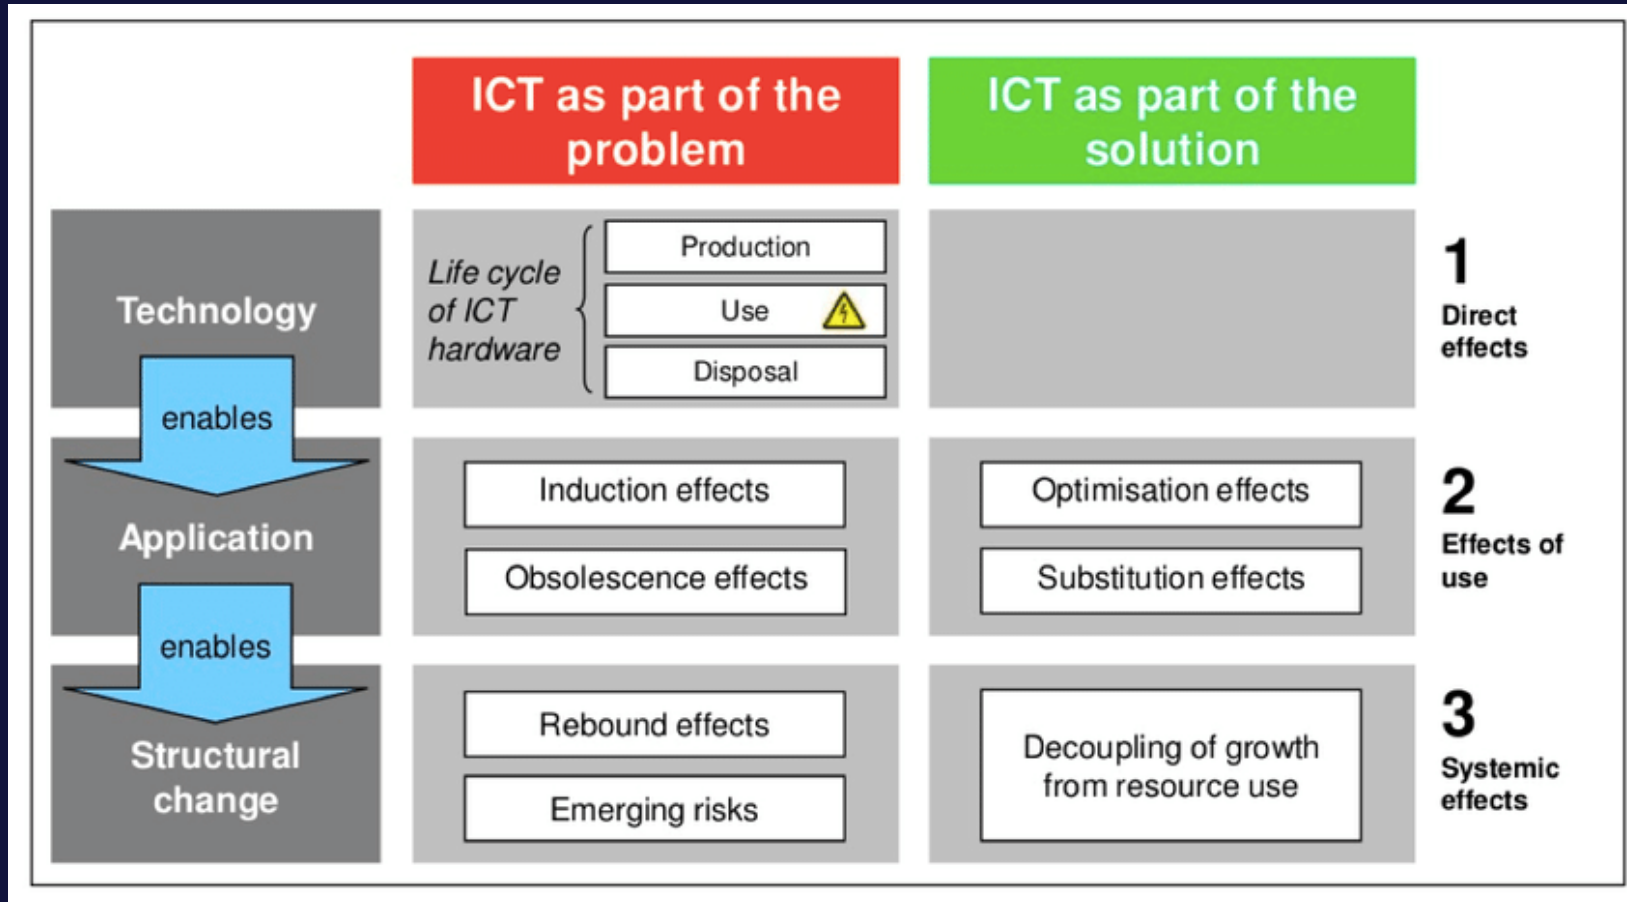 ICT as part of the
problem
ICT as part of the
solution
Technology
Life cycle
of ICT
hardware
Production
Use
Disposal
1
Direct
effects
enables
Application
Induction effects
Obsolescence effects
Optimisation effects
Substitution effects
2
Effects of
use
enables
Structural
change
Rebound effects
Emerging risks
Decoupling of growth
from resource use
3
Systemic
effects